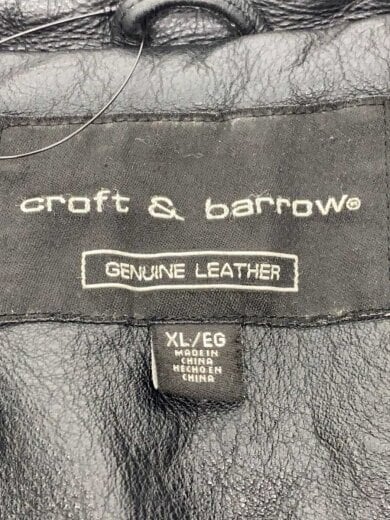 croft & barrow®
GENUINE LEATHER
XL/EG
MADE IN
CHINA
HECHO EN
CHINA